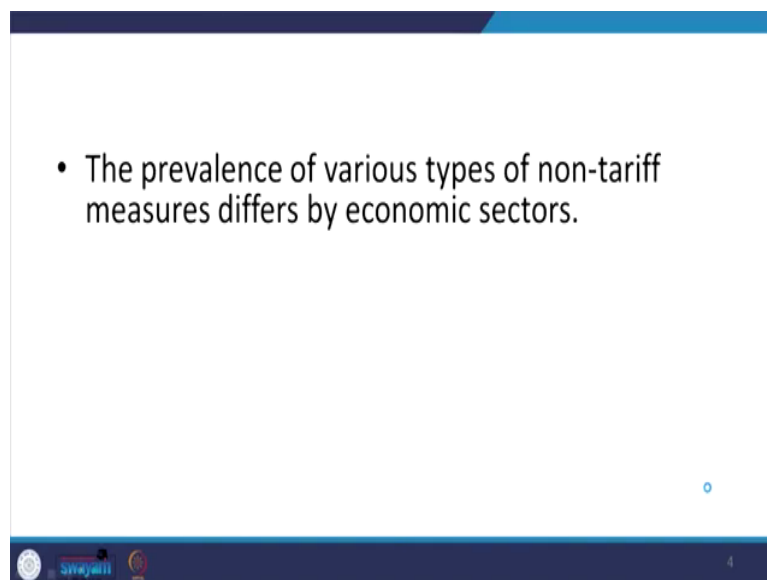 • The prevalence of various types of non-tariff
measures differs by economic sectors.
swayam
4